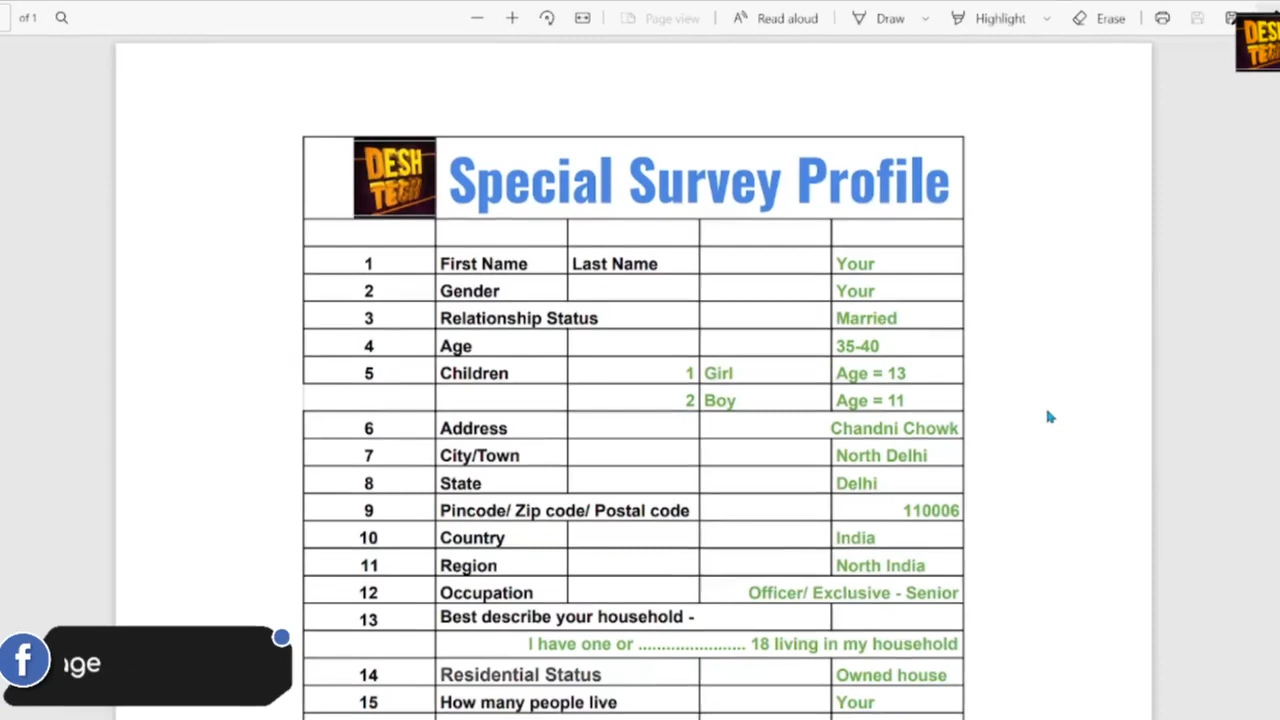 of 1 Page view Read aloud Draw Highlight Erase
DESH
TECH
DESH TECH Special Survey Profile
1 First Name Last Name Your
2 Gender Your
3 Relationship Status Married
4 Age 35-40
5 Children 1 Girl Age = 13
2 Boy Age = 11
6 Address Chandni Chowk
7 City/Town North Delhi
8 State Delhi
9 Pincode/ Zip code/ Postal code 110006
10 Country India
11 Region North India
12 Occupation Officer/ Exclusive - Senior
13 Best describe your household -
I have one or ...................... 18 living in my household
14 Residential Status Owned house
15 How many people live Your
f age